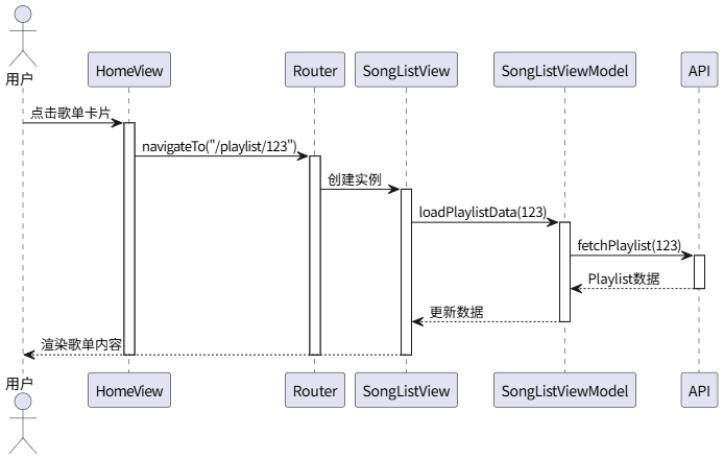 用户
HomeView
Router
SongListView
SongListViewModel
API
点击歌单卡片
navigateTo("/playlist/123")
创建实例
loadPlaylistData(123)
fetchPlaylist(123)
Playlist数据
更新数据
渲染歌单内容
用户
HomeView
Router
SongListView
SongListViewModel
API